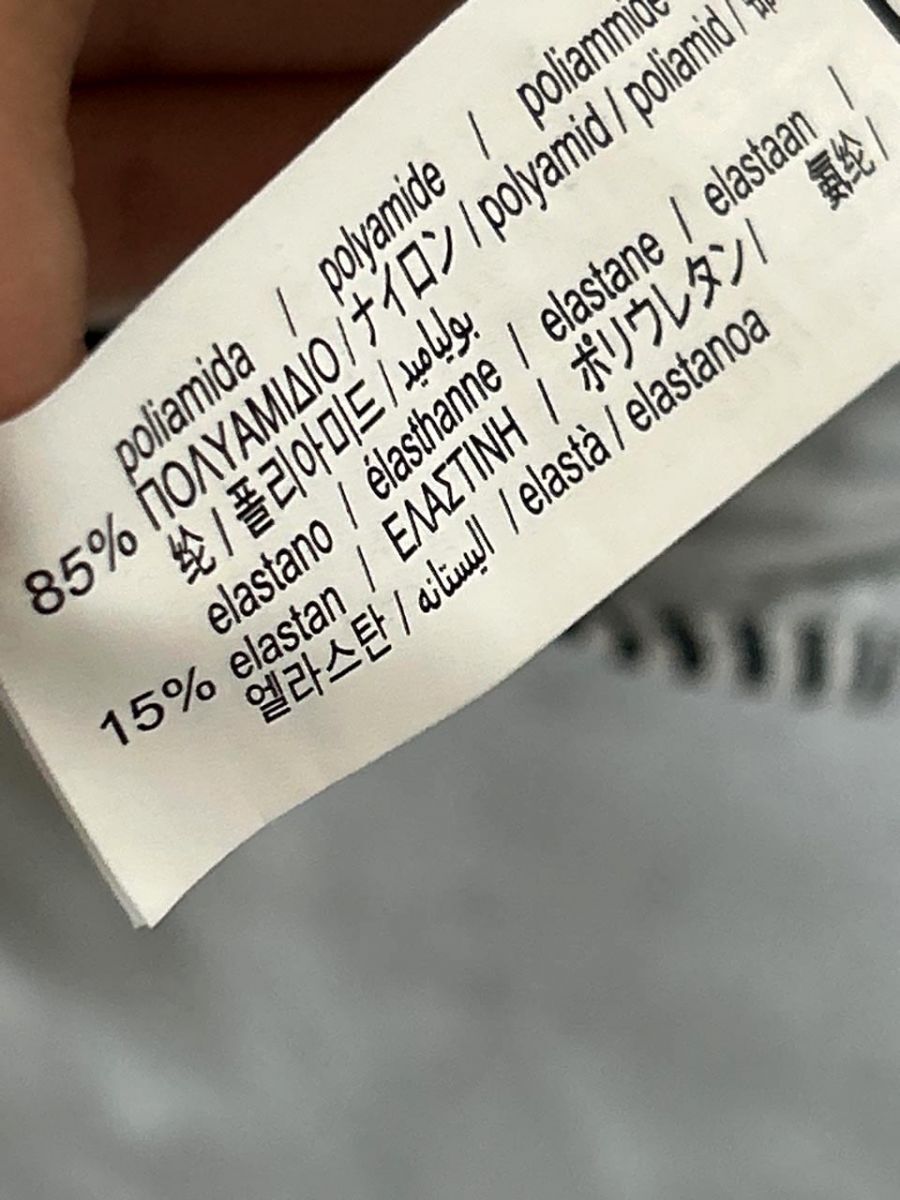 poliamida | polyamide | poliammide
85% ΠΟΛΥΑΜΙΔΙΟ / ナイロン / polyamid / poliamid /
纶 / 폴리아미드 / بولياميد
elastano | élasthanne | elastane | elastaan |
15% elastan | ΕΛΑΣΤΙΝΗ | ポリウレタン | 氨纶 |
엘라스탄 / اليستانه / elastà / elastanoa